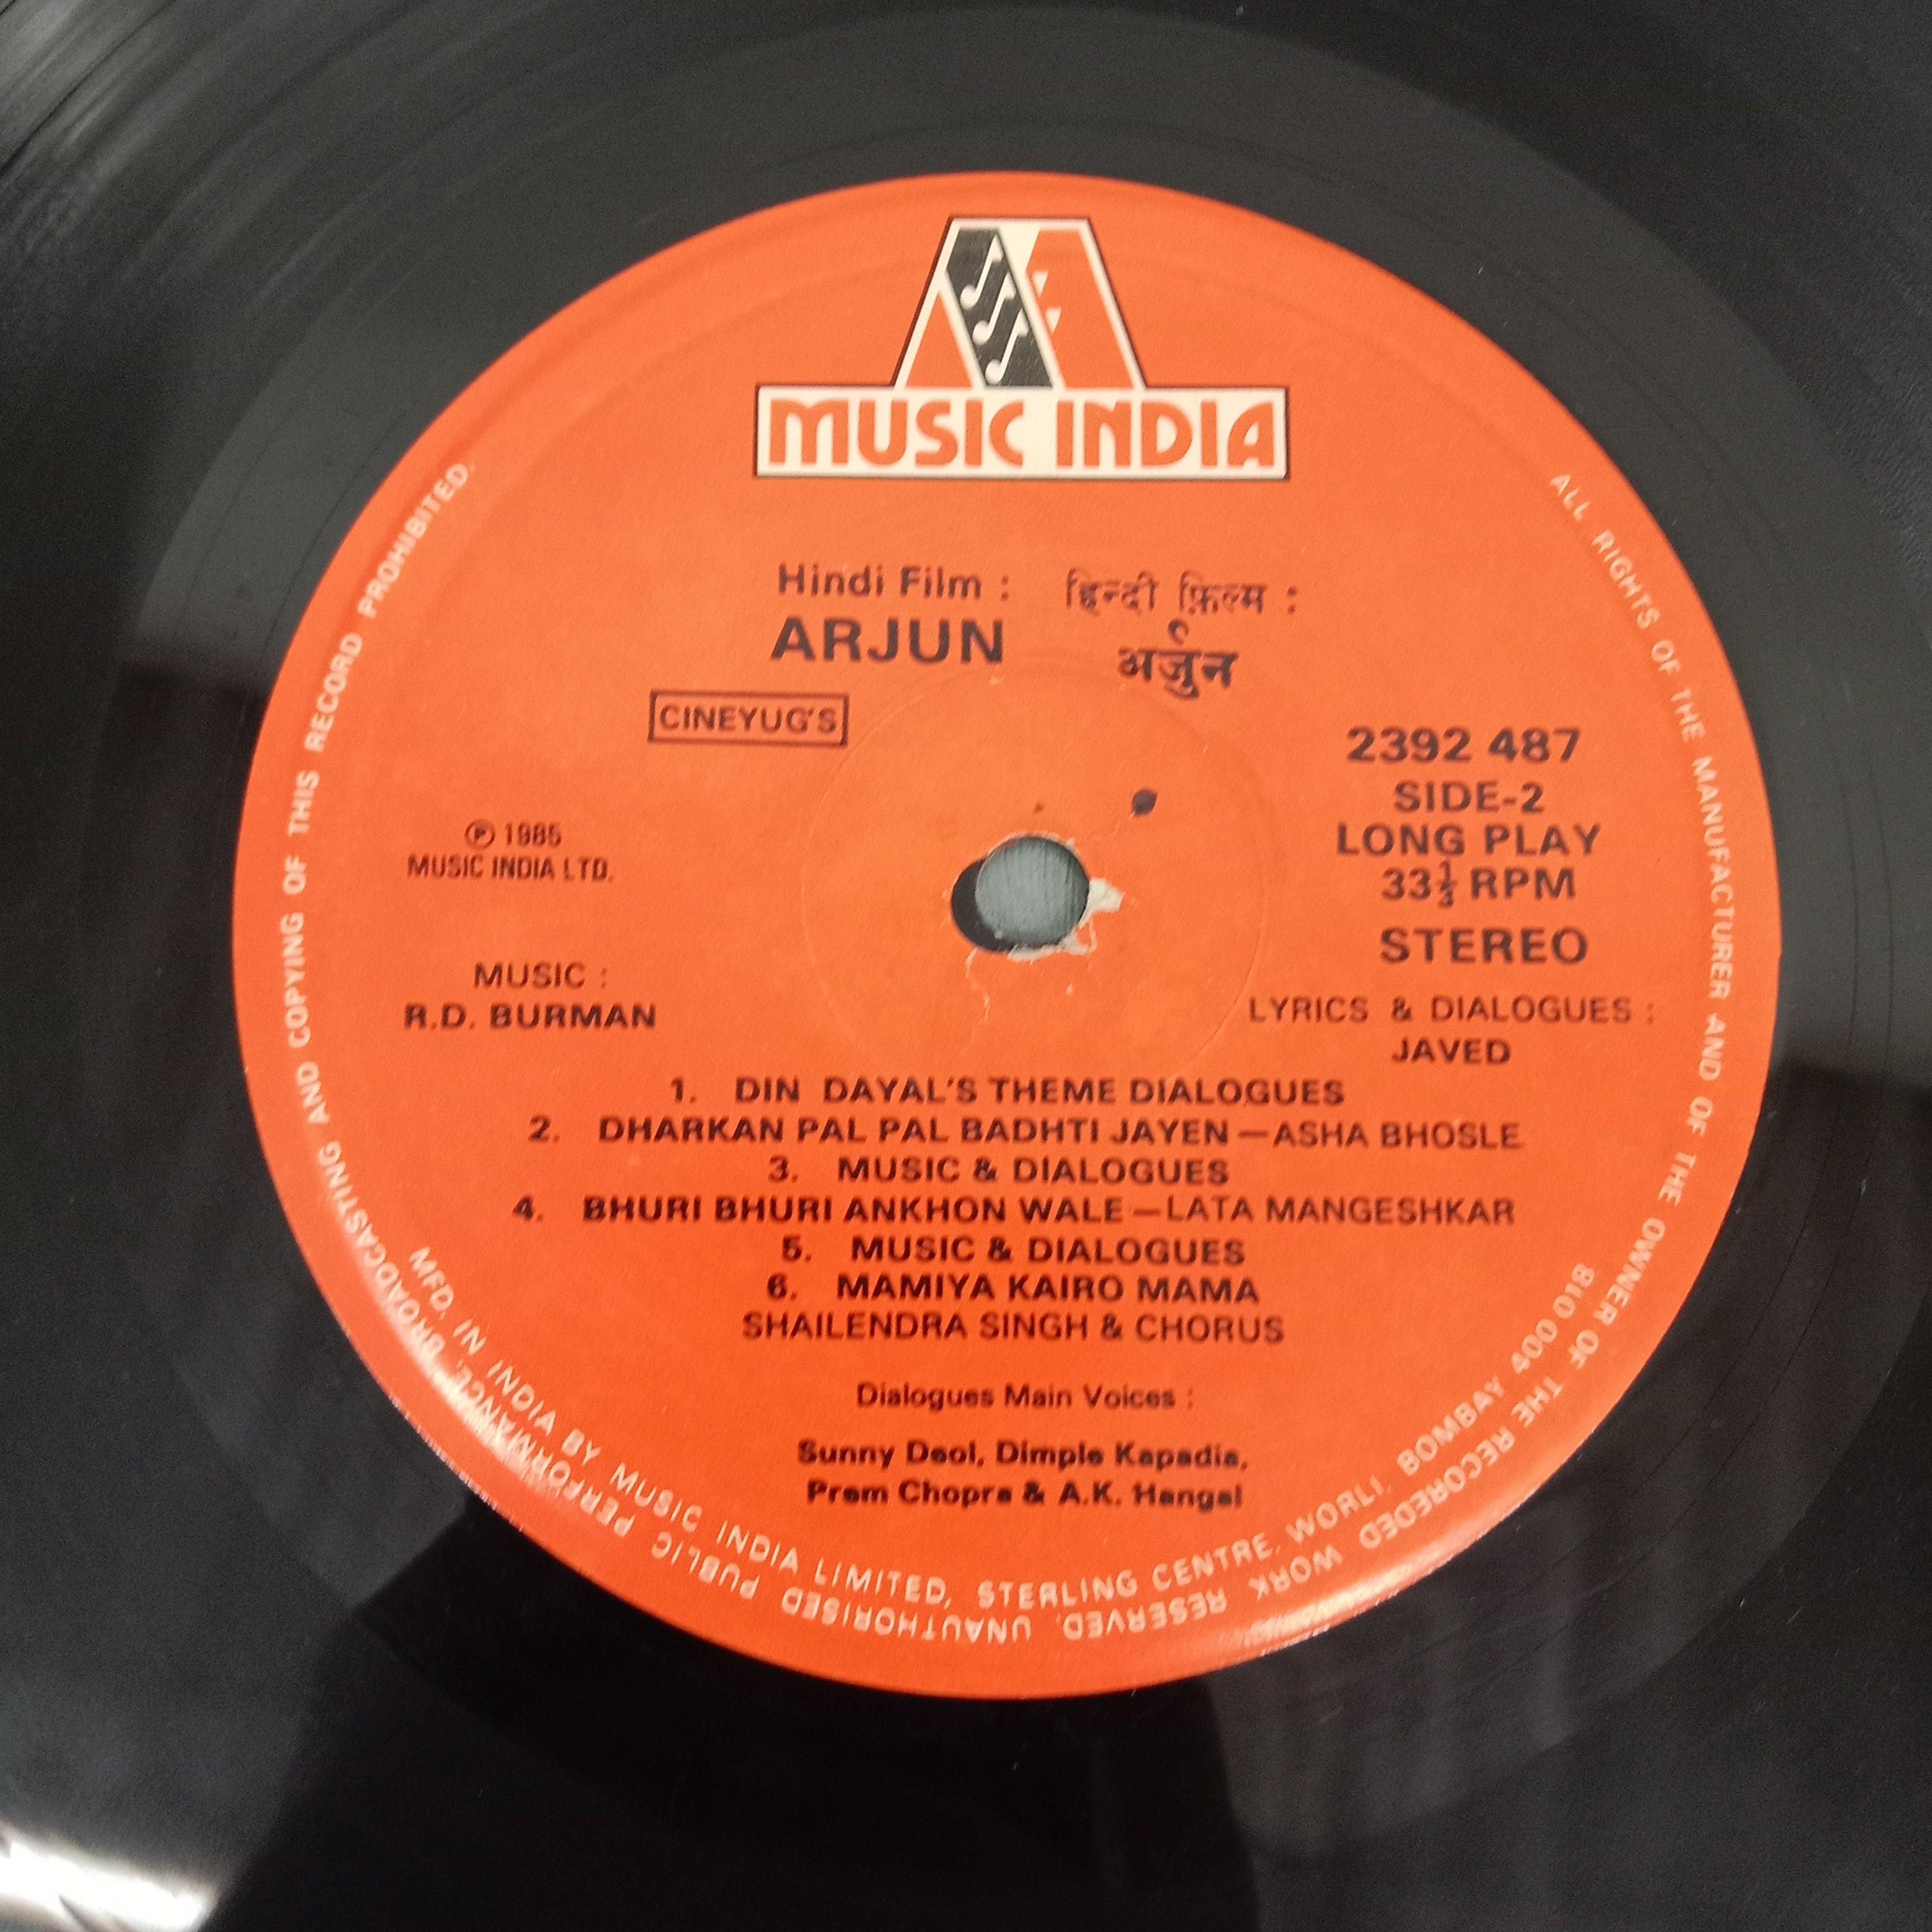 MUSIC INDIA
Hindi Film :
ARJUN
हिन्दी फ़िल्म :
अर्जुन
CINEYUG'S
2392 487
SIDE-2
LONG PLAY
33⅓ RPM
STEREO
℗ 1985
MUSIC INDIA LTD.
MUSIC :
R.D. BURMAN
LYRICS & DIALOGUES :
JAVED
1. DIN DAYAL'S THEME DIALOGUES
2. DHARKAN PAL PAL BADHTI JAYEN — ASHA BHOSLE
3. MUSIC & DIALOGUES
4. BHURI BHURI ANKHON WALE — LATA MANGESHKAR
5. MUSIC & DIALOGUES
6. MAMIYA KAIRO MAMA
SHAILENDRA SINGH & CHORUS
Dialogues Main Voices :
Sunny Deol, Dimple Kapadia,
Prem Chopra & A.K. Hangal
MFD. IN INDIA BY MUSIC INDIA LIMITED, STERLING CENTRE, WORLI, BOMBAY 400 018
ALL RIGHTS OF THE MANUFACTURER AND OF THE OWNER OF THE RECOREDED WORK RESERVED, UNAUTHORISED PUBLIC PERFORMANCE, BROADCASTING AND COPYING OF THIS RECORD PROHIBITED.